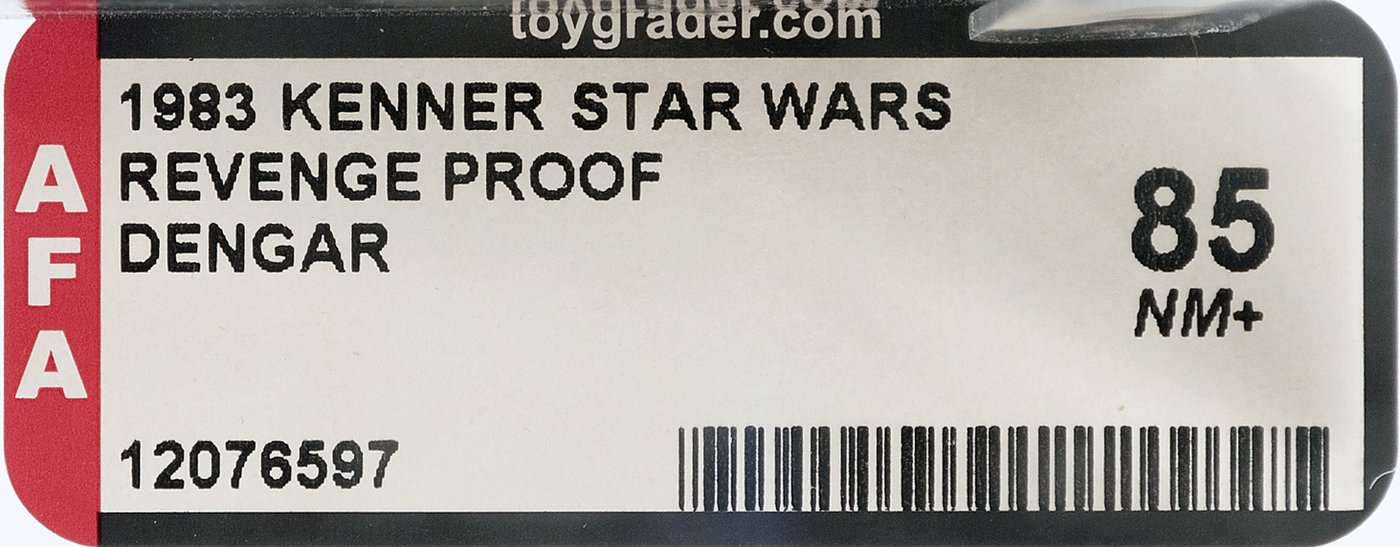 toygrader.com
AFA
1983 KENNER STAR WARS
REVENGE PROOF
DENGAR
85
NM+
12076597